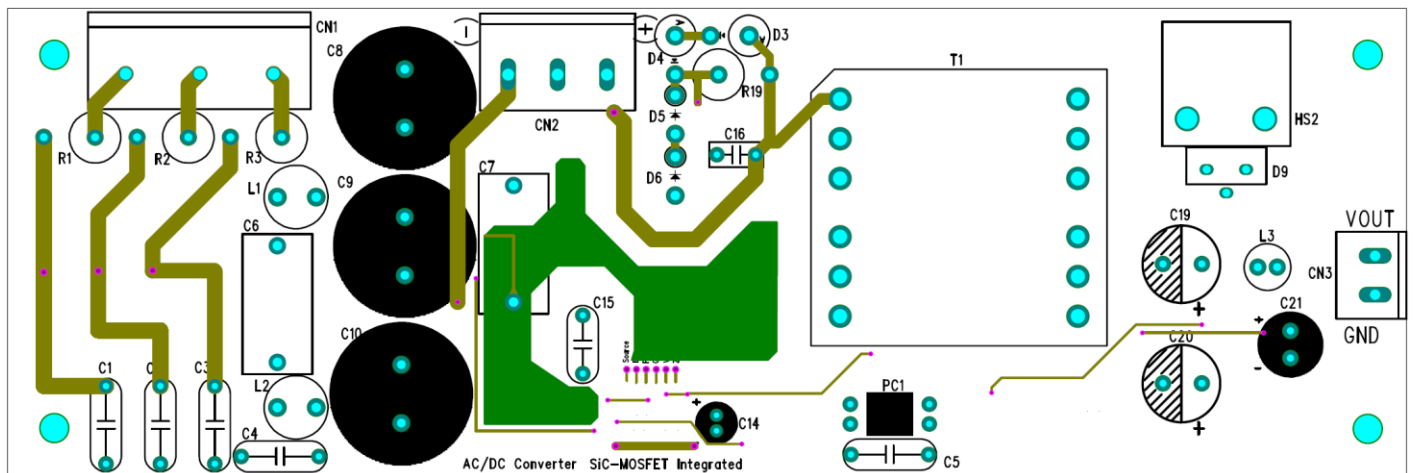 CN1
C8
CN2
D3
D4
R19
T1
HS2
D5
C16
R1
R2
R3
D6
D9
L1
C9
C7
C6
C19
L3
VOUT
CN3
C15
C10
C21
GND
C20
Source
C1
C3
L2
PC1
C14
C4
C5
AC/DC Converter SiC-MOSFET Integrated